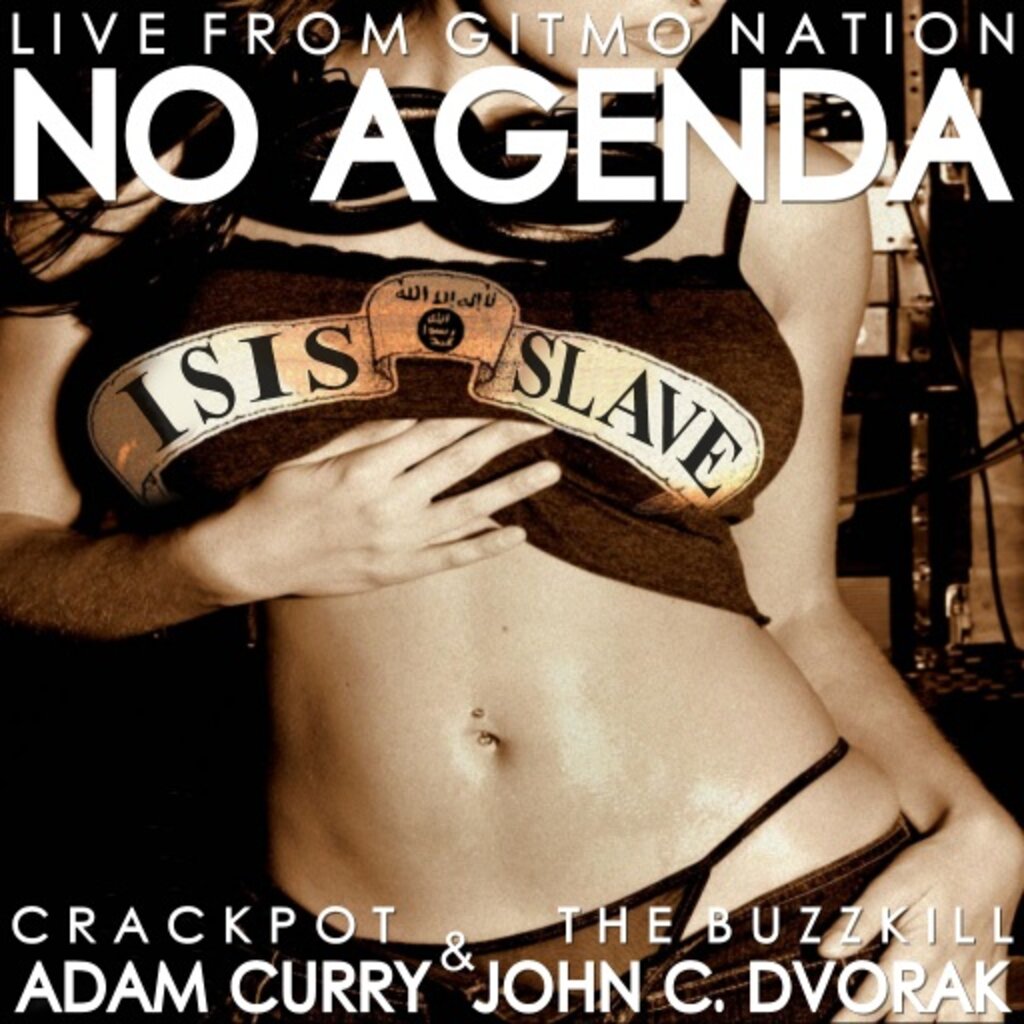 LIVE FROM GITMO NATION
NO AGENDA
ISIS SLAVE
CRACKPOT & THE BUZZKILL
ADAM CURRY JOHN C. DVORAK